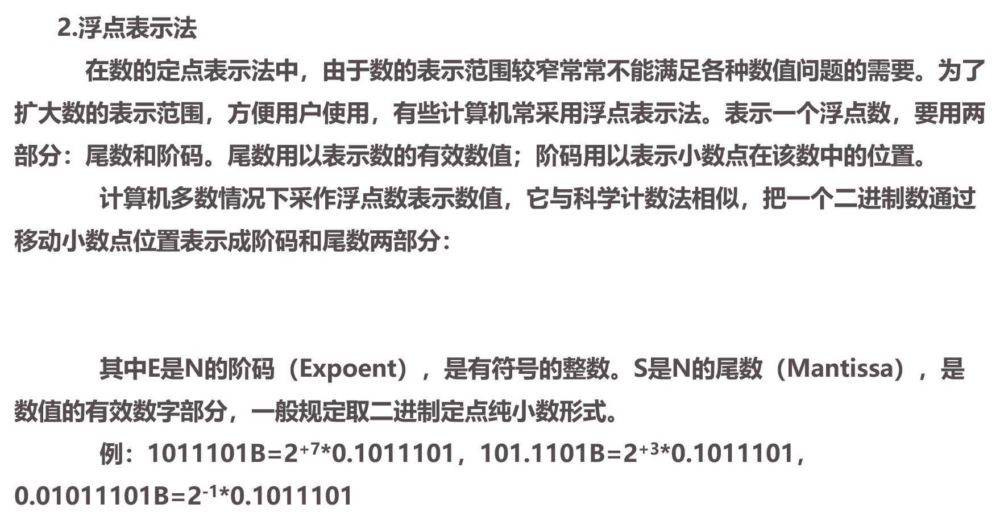 2.浮点表示法
在数的定点表示法中，由于数的表示范围较窄常常不能满足各种数值问题的需要。为了
扩大数的表示范围，方便用户使用，有些计算机常采用浮点表示法。表示一个浮点数，要用两
部分：尾数和阶码。尾数用以表示数的有效数值；阶码用以表示小数点在该数中的位置。
计算机多数情况下采作浮点数表示数值，它与科学计数法相似，把一个二进制数通过
移动小数点位置表示成阶码和尾数两部分：
其中E是N的阶码（Expoent），是有符号的整数。S是N的尾数（Mantissa），是
数值的有效数字部分，一般规定取二进制定点纯小数形式。
例：1011101B=2⁺⁷*0.1011101，101.1101B=2⁺³*0.1011101，
0.01011101B=2⁻¹*0.1011101